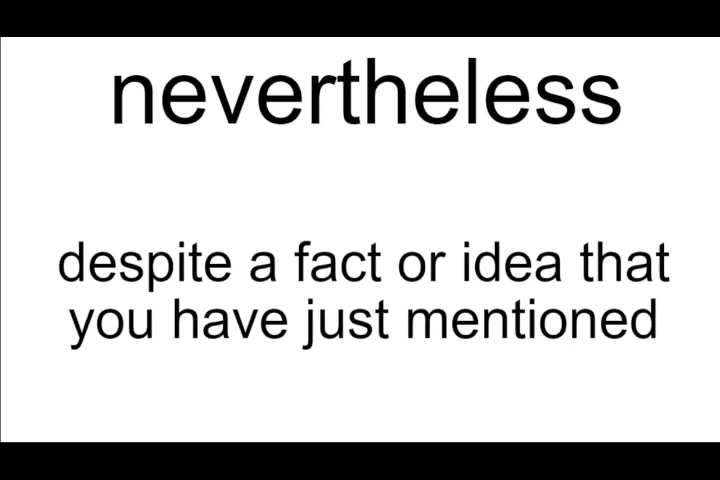 nevertheless
despite a fact or idea that
you have just mentioned